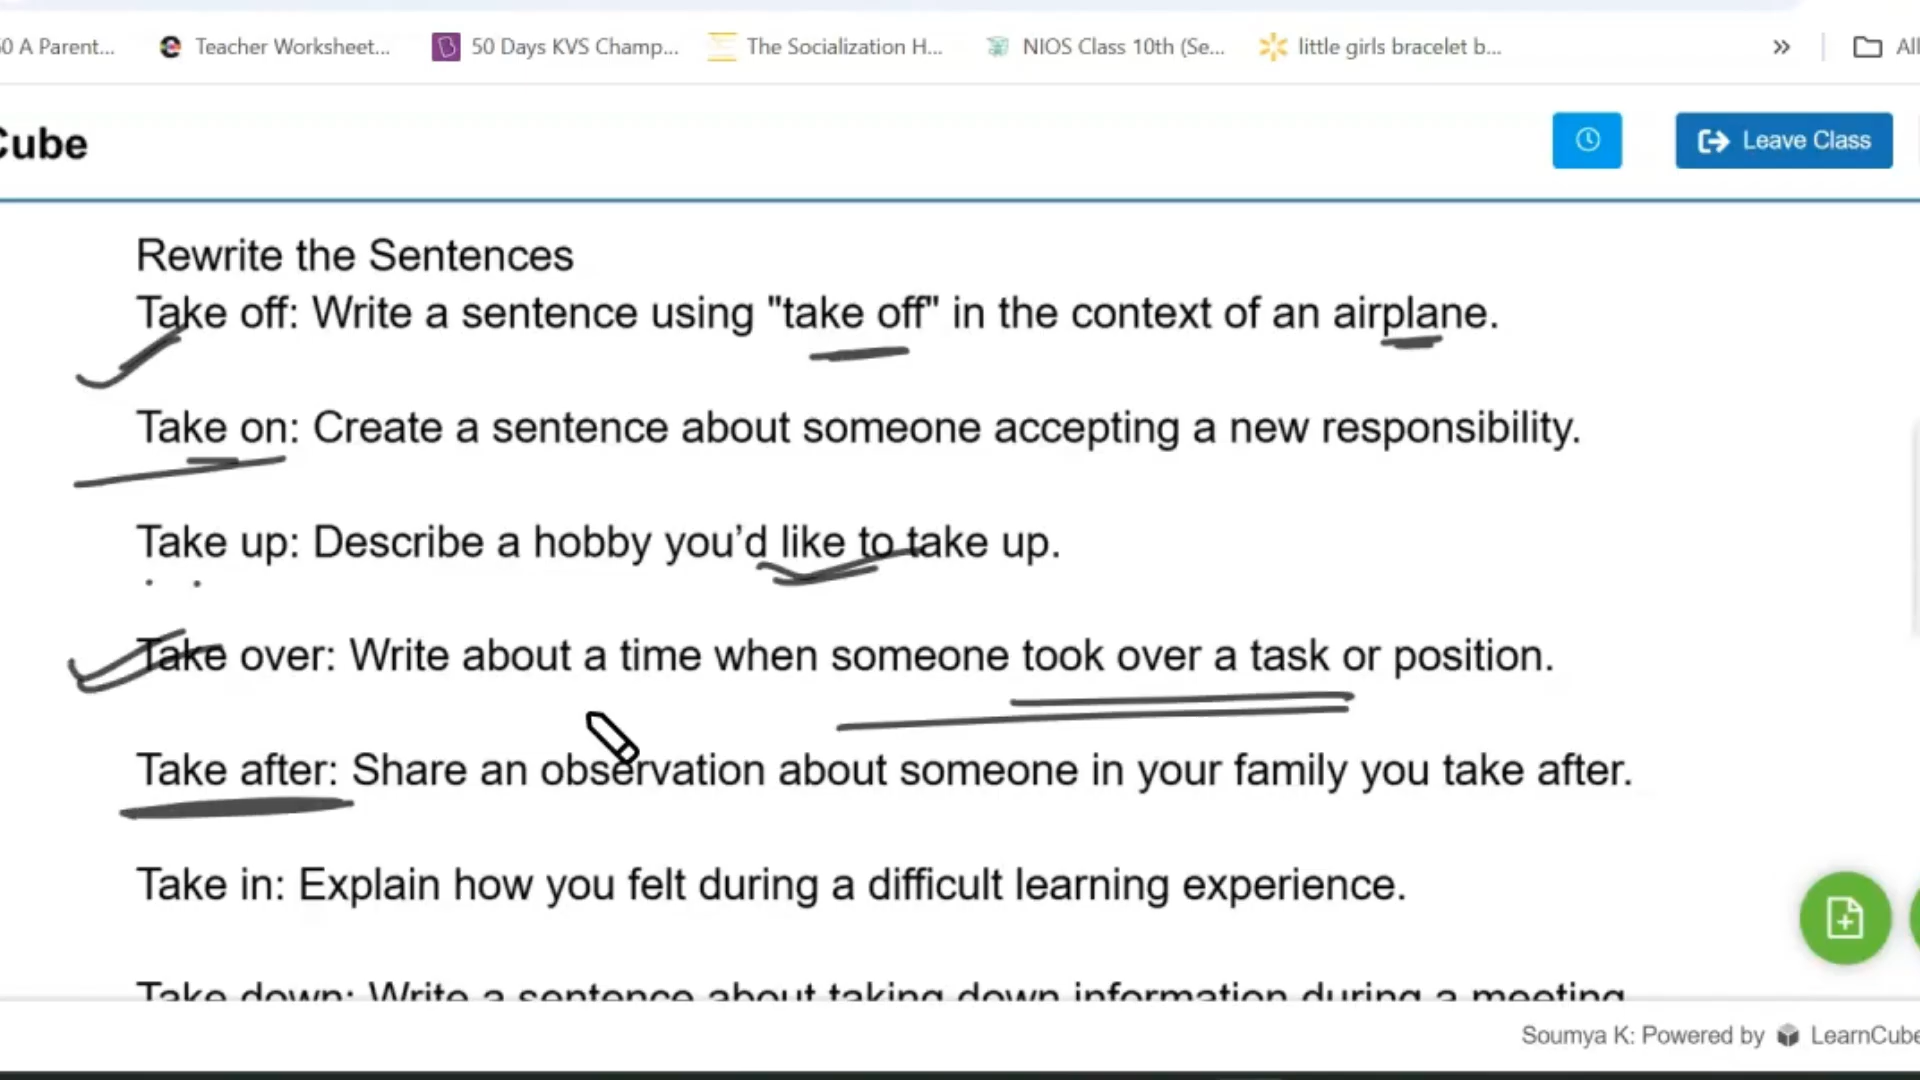 0 A Parent...
Teacher Worksheet...
50 Days KVS Champ...
The Socialization H...
NIOS Class 10th (Se...
little girls bracelet b...
»
All
Cube
Leave Class
Rewrite the Sentences
Take off: Write a sentence using "take off" in the context of an airplane.
Take on: Create a sentence about someone accepting a new responsibility.
Take up: Describe a hobby you’d like to take up.
Take over: Write about a time when someone took over a task or position.
Take after: Share an observation about someone in your family you take after.
Take in: Explain how you felt during a difficult learning experience.
Take down: Write a sentence about taking down information during a meeting
Soumya K: Powered by LearnCube